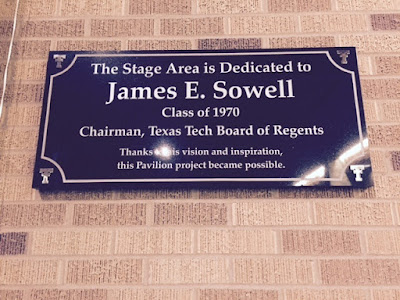 The Stage Area is Dedicated to
James E. Sowell
Class of 1970
Chairman, Texas Tech Board of Regents
Thanks to his vision and inspiration,
this Pavilion project became possible.